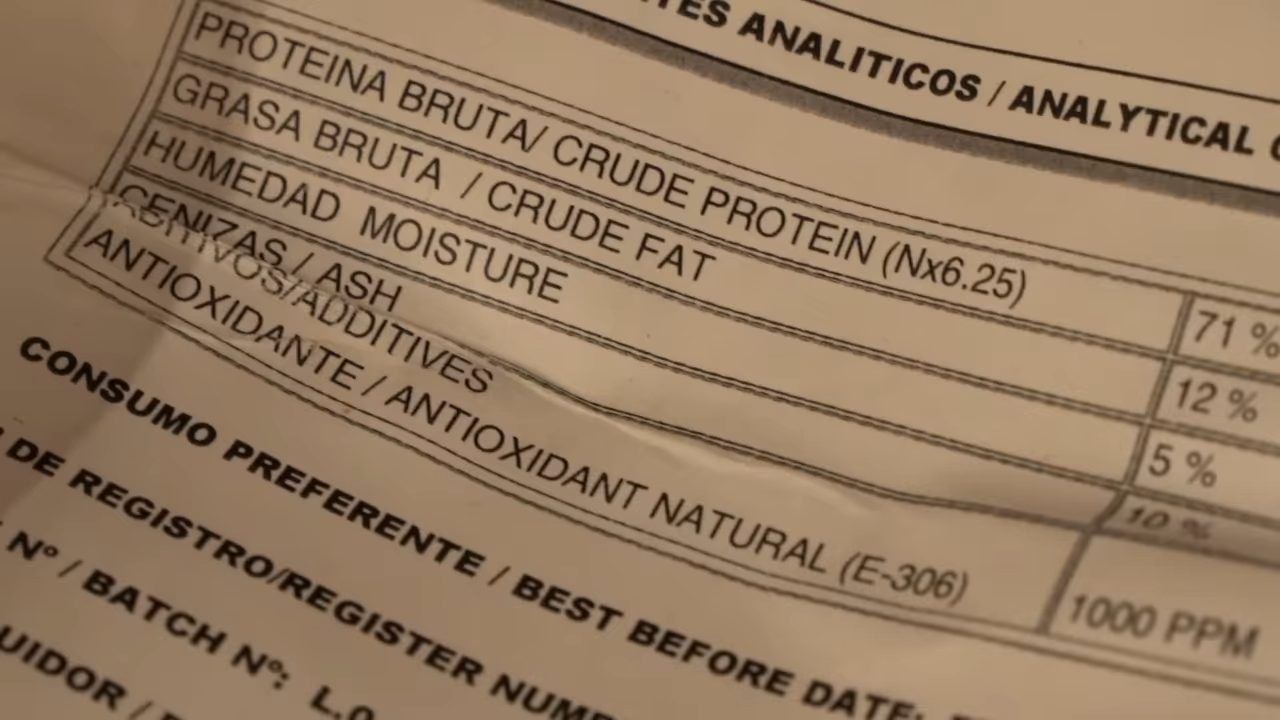 ANALITICOS / ANALYTICAL
PROTEINA BRUTA/ CRUDE PROTEIN (Nx6.25) 71 %
GRASA BRUTA / CRUDE FAT 12 %
HUMEDAD MOISTURE 5 %
CENIZAS / ASH 10 %
ADITIVOS/ADDITIVES
ANTIOXIDANTE / ANTIOXIDANT NATURAL (E-306) 1000 PPM
CONSUMO PREFERENTE / BEST BEFORE DATE:
DE REGISTRO/REGISTER NUM
Nº / BATCH Nº: L.0
UIDOR /